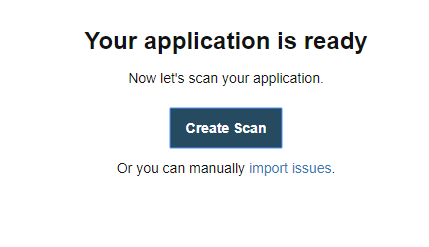 Your application is ready
Now let's scan your application.
Create Scan
Or you can manually import issues.